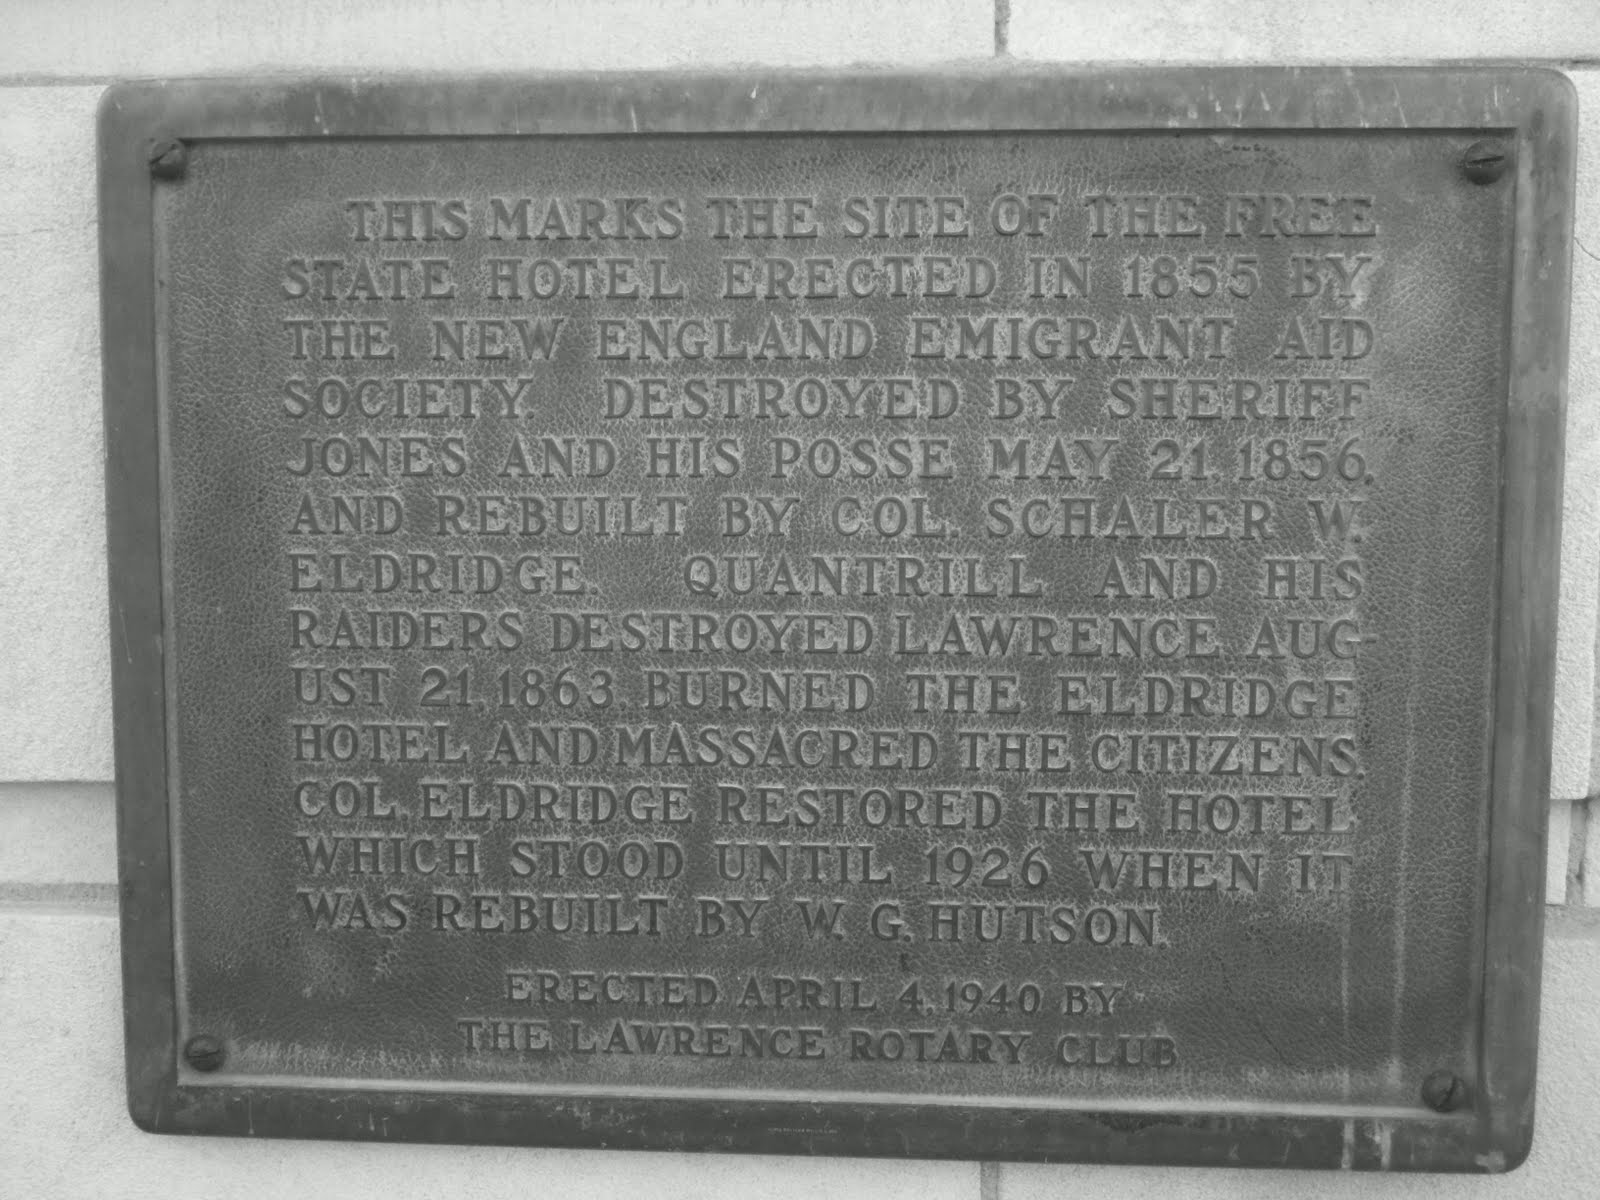 THIS MARKS THE SITE OF THE FREE
STATE HOTEL ERECTED IN 1855 BY
THE NEW ENGLAND EMIGRANT AID
SOCIETY. DESTROYED BY SHERIFF
JONES AND HIS POSSE MAY 21, 1856,
AND REBUILT BY COL. SCHALER W.
ELDRIDGE. QUANTRILL AND HIS
RAIDERS DESTROYED LAWRENCE AUG-
UST 21, 1863. BURNED THE ELDRIDGE
HOTEL AND MASSACRED THE CITIZENS.
COL. ELDRIDGE RESTORED THE HOTEL
WHICH STOOD UNTIL 1926 WHEN IT
WAS REBUILT BY W. G. HUTSON.
ERECTED APRIL 4, 1940 BY
THE LAWRENCE ROTARY CLUB